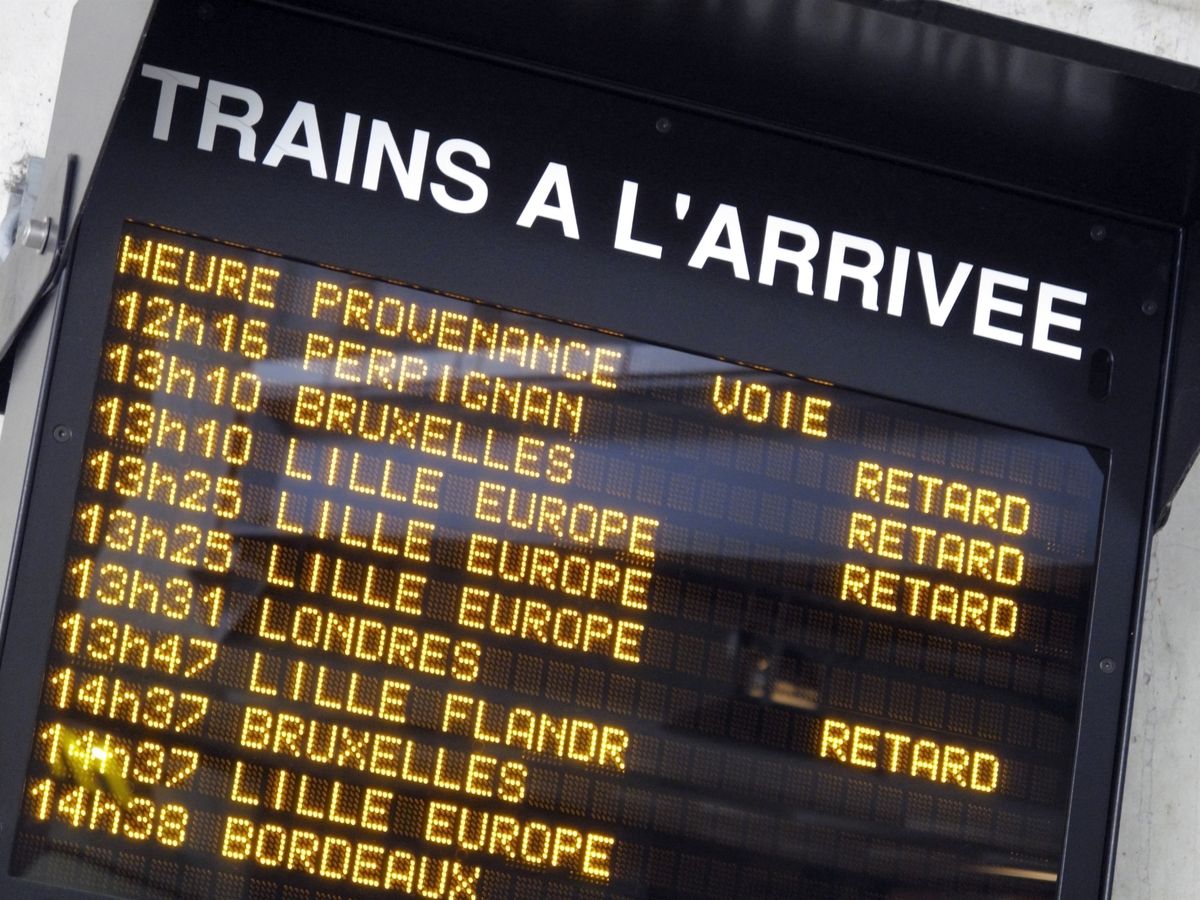 TRAINS A L'ARRIVEE
HEURE PROVENANCE VOIE
12h16 PERPIGNAN RETARD
13h10 BRUXELLES RETARD
13h10 LILLE EUROPE RETARD
13h25 LILLE EUROPE
13h25 LILLE EUROPE
13h31 LONDRES RETARD
13h47 LILLE FLANDR
14h37 BRUXELLES
14h37 LILLE EUROPE
14h38 BORDEAUX